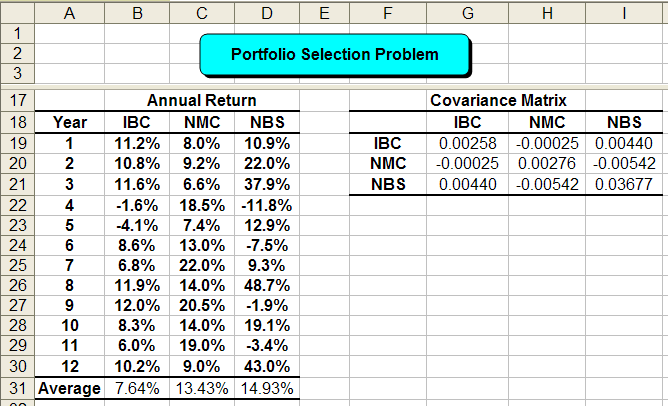 A B C D E F G H I
1
2 Portfolio Selection Problem
3
17 Annual Return Covariance Matrix
18 Year IBC NMC NBS IBC NMC NBS
19 1 11.2% 8.0% 10.9% IBC 0.00258 -0.00025 0.00440
20 2 10.8% 9.2% 22.0% NMC -0.00025 0.00276 -0.00542
21 3 11.6% 6.6% 37.9% NBS 0.00440 -0.00542 0.03677
22 4 -1.6% 18.5% -11.8%
23 5 -4.1% 7.4% 12.9%
24 6 8.6% 13.0% -7.5%
25 7 6.8% 22.0% 9.3%
26 8 11.9% 14.0% 48.7%
27 9 12.0% 20.5% -1.9%
28 10 8.3% 14.0% 19.1%
29 11 6.0% 19.0% -3.4%
30 12 10.2% 9.0% 43.0%
31 Average 7.64% 13.43% 14.93%